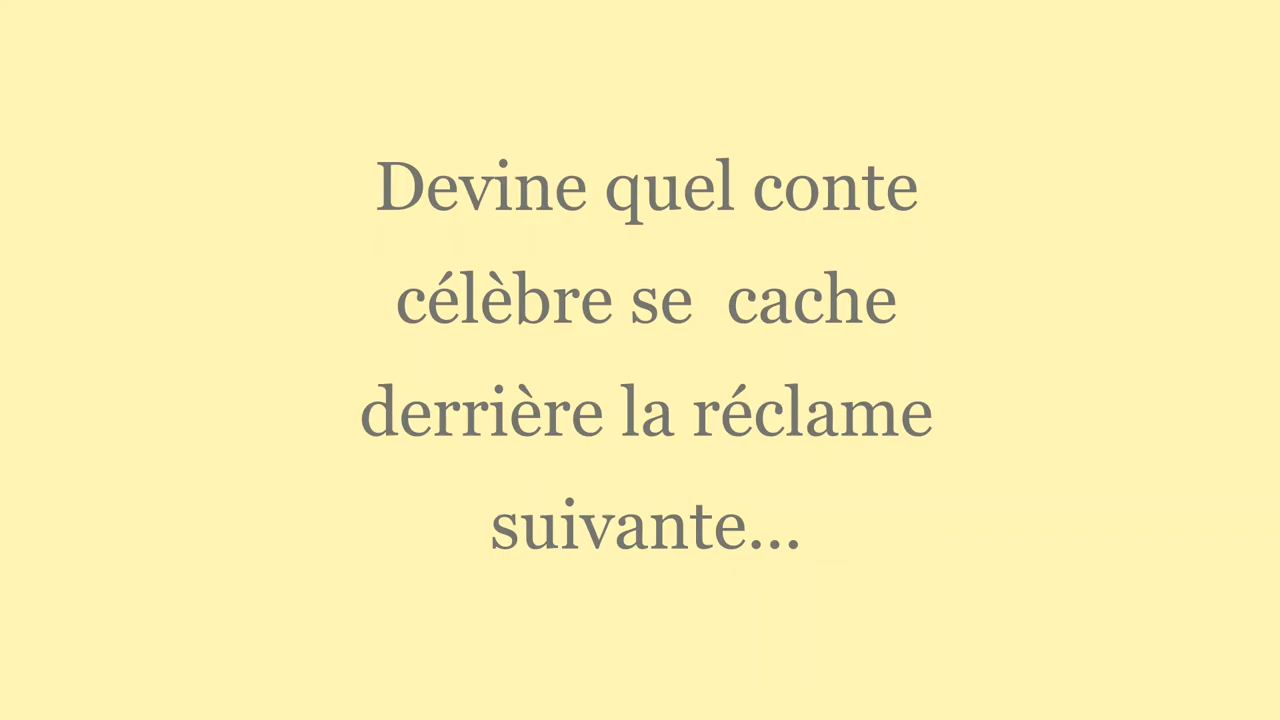 Devine quel conte
célèbre se  cache
derrière la réclame
suivante...